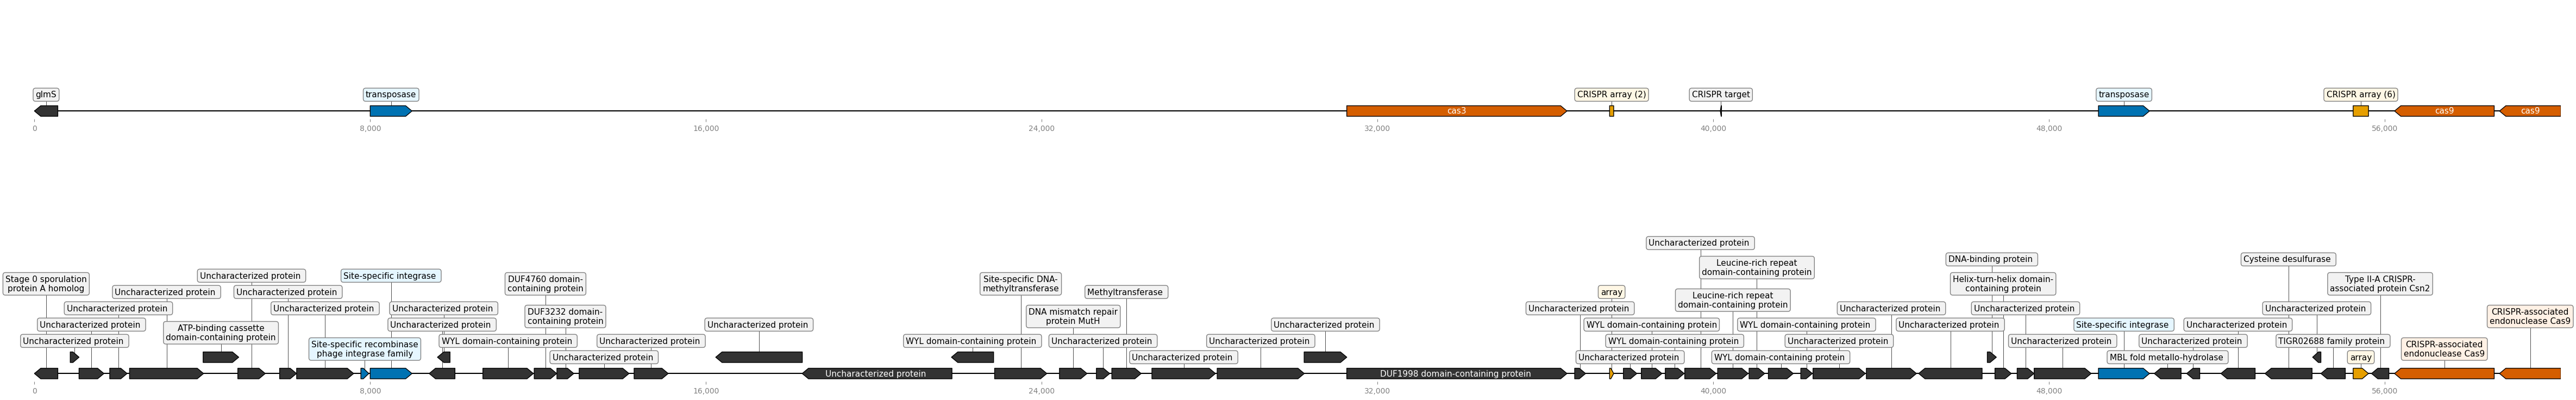 glmS
transposase
CRISPR array (2)
CRISPR target
transposase
CRISPR array (6)
cas3
cas9
cas9
0
8,000
16,000
24,000
32,000
40,000
48,000
56,000
Uncharacterized protein
Leucine-rich repeat
domain-containing protein
DNA-binding protein
Cysteine desulfurase
Stage 0 sporulation
protein A homolog
Uncharacterized protein
Site-specific integrase
DUF4760 domain-
containing protein
Site-specific DNA-
methyltransferase
Helix-turn-helix domain-
containing protein
Type II-A CRISPR-
associated protein Csn2
Uncharacterized protein
Uncharacterized protein
Methyltransferase
array
Leucine-rich repeat
domain-containing protein
Uncharacterized protein
Uncharacterized protein
Uncharacterized protein
DUF3232 domain-
containing protein
DNA mismatch repair
protein MutH
Uncharacterized protein
Uncharacterized protein
Uncharacterized protein
Uncharacterized protein
CRISPR-associated
endonuclease Cas9
Uncharacterized protein
ATP-binding cassette
domain-containing protein
Uncharacterized protein
Uncharacterized protein
Uncharacterized protein
WYL domain-containing protein
WYL domain-containing protein
Uncharacterized protein
Site-specific integrase
Uncharacterized protein
Uncharacterized protein
Site-specific recombinase
phage integrase family
WYL domain-containing protein
Uncharacterized protein
WYL domain-containing protein
Uncharacterized protein
Uncharacterized protein
WYL domain-containing protein
Uncharacterized protein
Uncharacterized protein
Uncharacterized protein
TIGR02688 family protein
CRISPR-associated
endonuclease Cas9
Uncharacterized protein
Uncharacterized protein
Uncharacterized protein
WYL domain-containing protein
MBL fold metallo-hydrolase
array
Uncharacterized protein
DUF1998 domain-containing protein
0
8,000
16,000
24,000
32,000
40,000
48,000
56,000